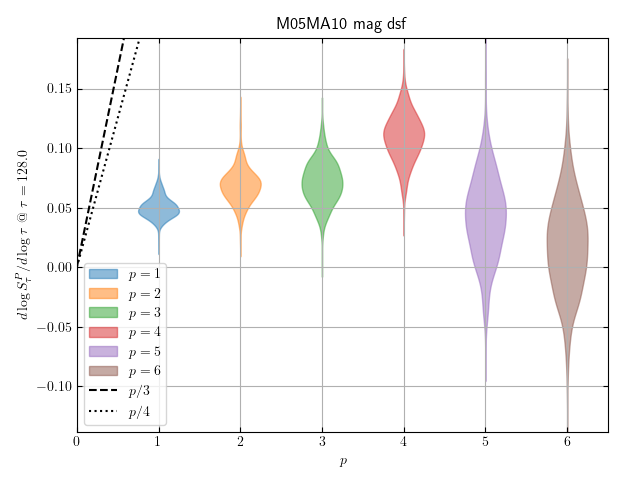 M05MA10 mag dsf
d log S_τ^P / d log τ @ τ = 128.0
0.15
0.10
0.05
0.00
−0.05
−0.10
p = 1
p = 2
p = 3
p = 4
p = 5
p = 6
p/3
p/4
0 1 2 3 4 5 6
p